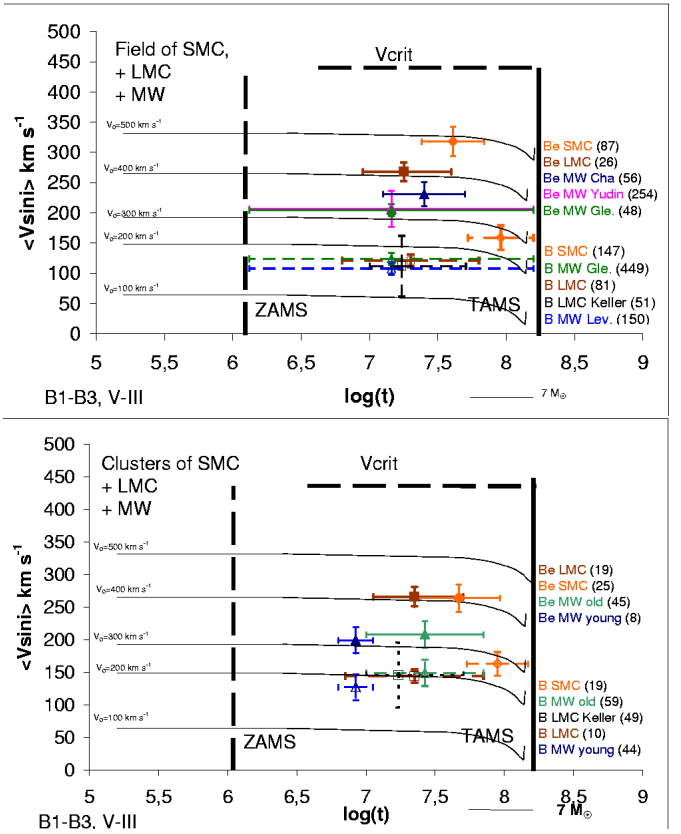 Field of SMC,
+ LMC
+ MW
Vcrit
500
450
400
350
300
250
200
150
100
50
0
<Vsini> km s⁻¹
V₀=500 km s⁻¹
V₀=400 km s⁻¹
V₀=300 km s⁻¹
V₀=200 km s⁻¹
V₀=100 km s⁻¹
Be SMC (87)
Be LMC (26)
Be MW Cha (56)
Be MW Yudin (254)
Be MW Gle. (48)
B SMC (147)
B MW Gle. (449)
B LMC (81)
B LMC Keller (51)
B MW Lev. (150)
ZAMS
TAMS
5 5,5 6 6,5 7 7,5 8 8,5 9
B1-B3, V-III
log(t)
7 M☉
Clusters of SMC
+ LMC
+ MW
Vcrit
500
450
400
350
300
250
200
150
100
50
0
<Vsini> km s⁻¹
V₀=500 km s⁻¹
V₀=400 km s⁻¹
V₀=300 km s⁻¹
V₀=200 km s⁻¹
V₀=100 km s⁻¹
Be LMC (19)
Be SMC (25)
Be MW old (45)
Be MW young (8)
B SMC (19)
B MW old (59)
B LMC Keller (49)
B LMC (10)
B MW young (44)
ZAMS
TAMS
5 5,5 6 6,5 7 7,5 8 8,5 9
B1-B3, V-III
log(t)
7 M☉